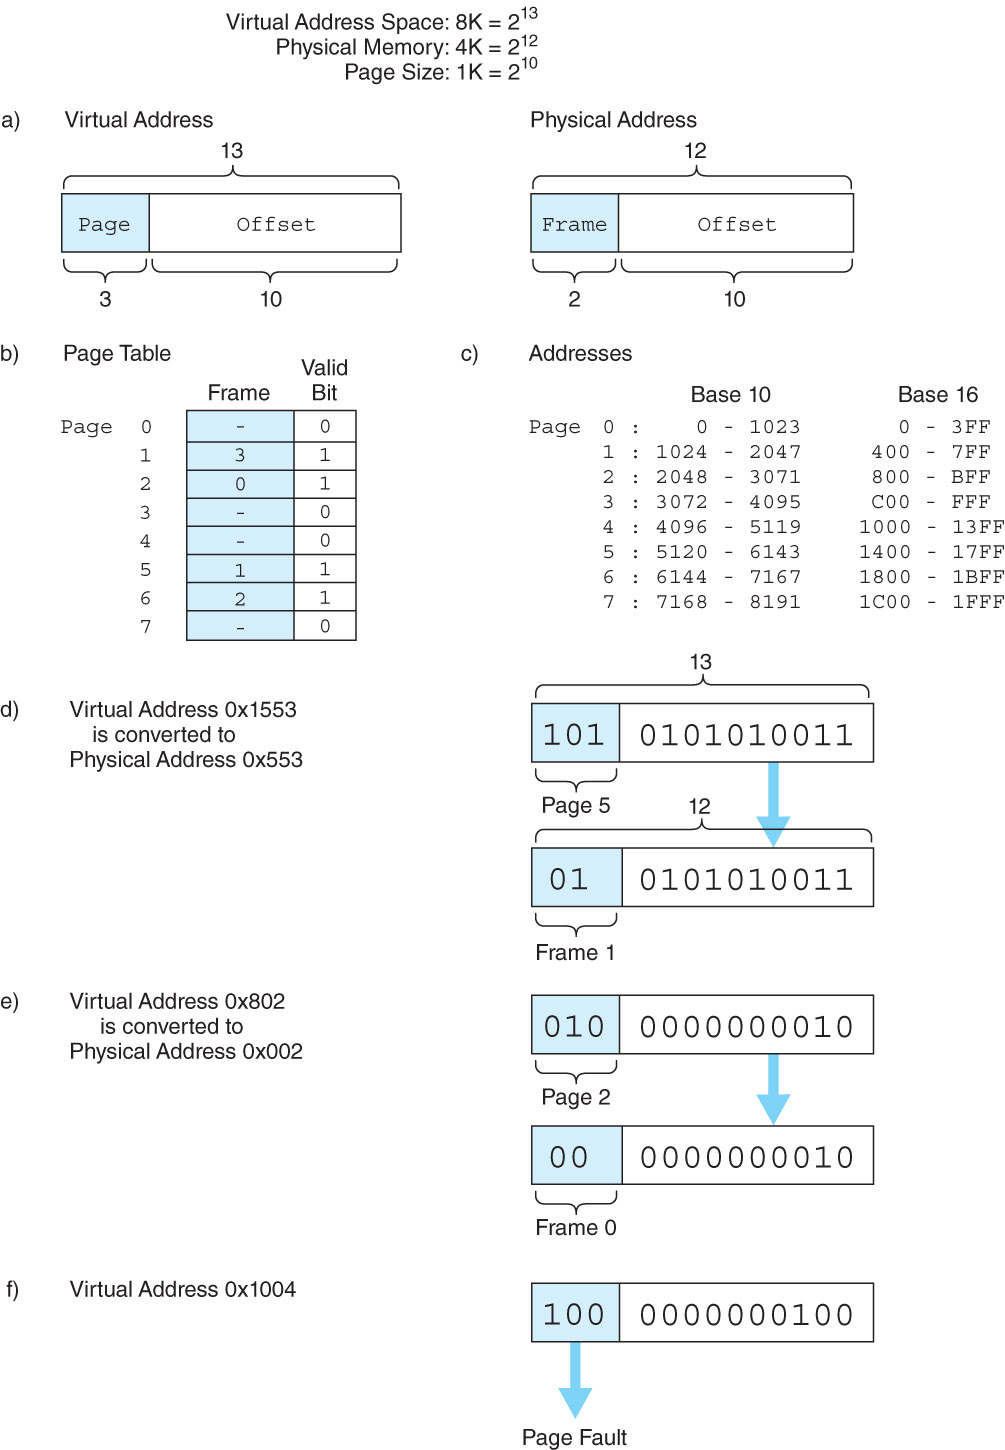 Virtual Address Space: 8K = 2^13
Physical Memory: 4K = 2^12
Page Size: 1K = 2^10
a) Virtual Address Physical Address
13 12
Page Offset Frame Offset
3 10 2 10
b) Page Table c) Addresses
Valid
Frame Bit Base 10 Base 16
Page 0 - 0
1 3 1
2 0 1
3 - 0
4 - 0
5 1 1
6 2 1
7 - 0
Page 0 : 0 - 1023 0 - 3FF
1 : 1024 - 2047 400 - 7FF
2 : 2048 - 3071 800 - BFF
3 : 3072 - 4095 C00 - FFF
4 : 4096 - 5119 1000 - 13FF
5 : 5120 - 6143 1400 - 17FF
6 : 6144 - 7167 1800 - 1BFF
7 : 7168 - 8191 1C00 - 1FFF
d) Virtual Address 0x1553
is converted to
Physical Address 0x553
13
101 0101010011
Page 5
12
01 0101010011
Frame 1
e) Virtual Address 0x802
is converted to
Physical Address 0x002
010 0000000010
Page 2
00 0000000010
Frame 0
f) Virtual Address 0x1004
100 0000000100
Page Fault